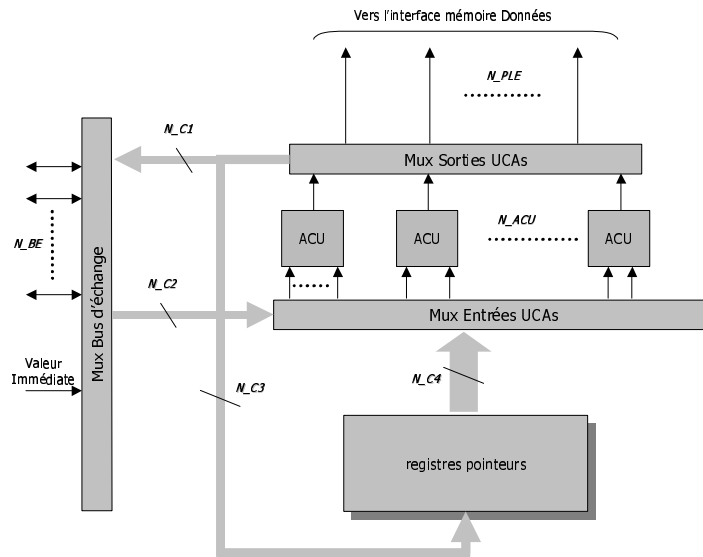 Vers l'interface mémoire Données
N_PLE
N_C1
Mux Sorties UCAs
N_BE
ACU
ACU
N_ACU
ACU
Mux Bus d'échange
N_C2
Mux Entrées UCAs
Valeur
Immédiate
N_C3
N_C4
registres pointeurs